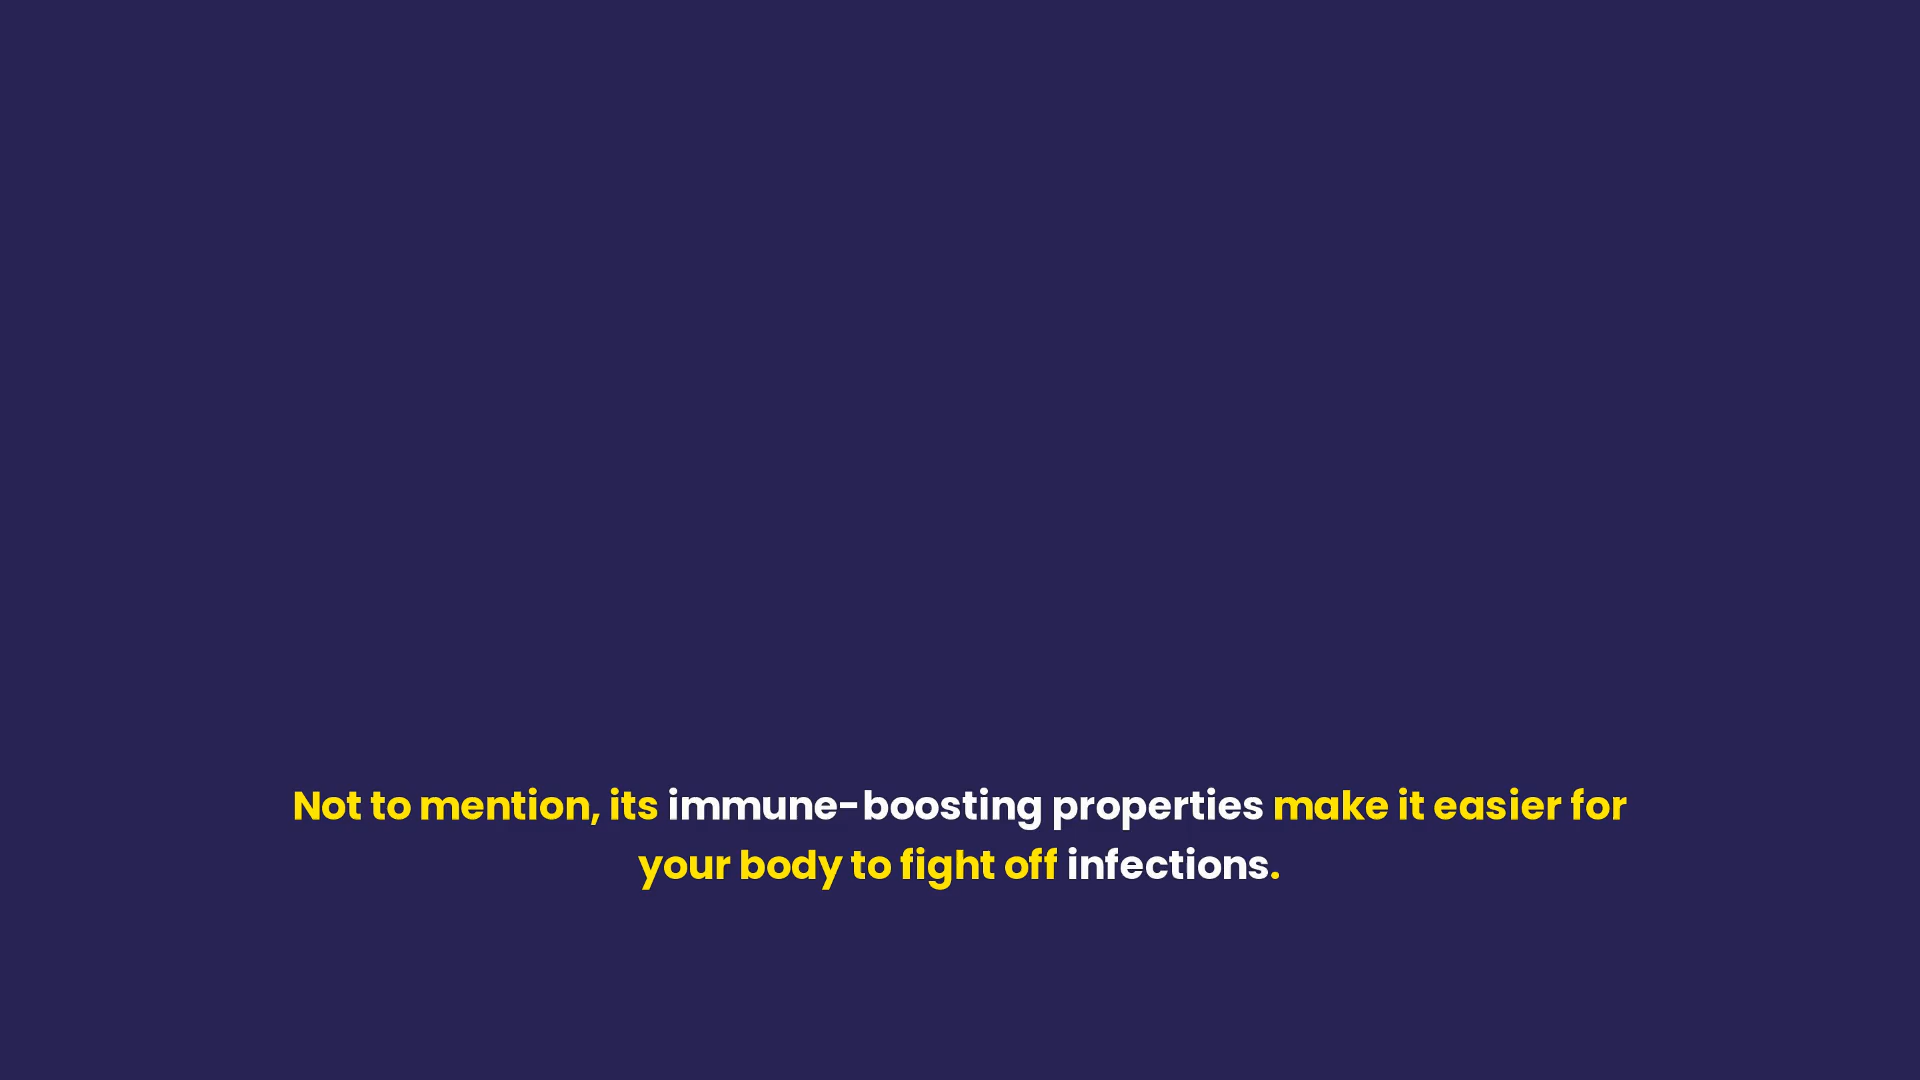 Not to mention, its immune-boosting properties make it easier for
your body to fight off infections.